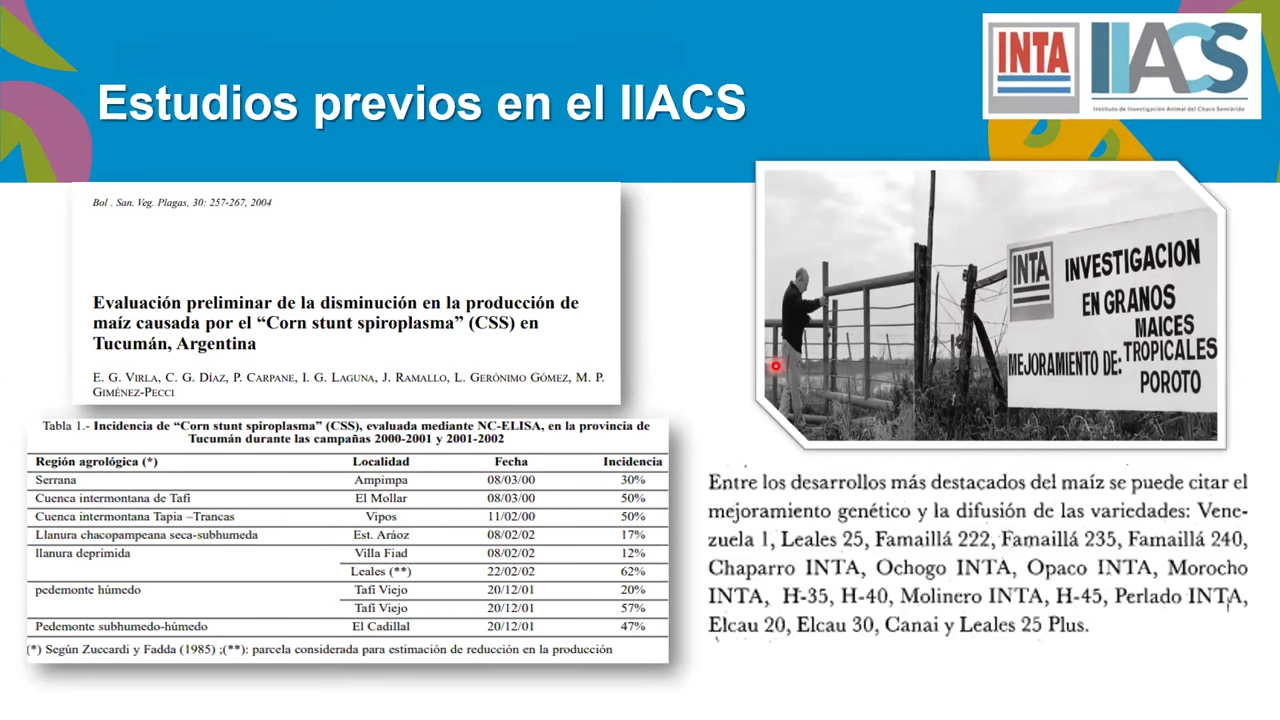 Estudios previos en el IIACS
INTA
IIACS
Instituto de Investigación Animal del Chaco Semiárido
Bol . San. Veg. Plagas, 30: 257-267, 2004
Evaluación preliminar de la disminución en la producción de
maíz causada por el “Corn stunt spiroplasma” (CSS) en
Tucumán, Argentina
E. G. VIRLA, C. G. DÍAZ, P. CARPANE, I. G. LAGUNA, J. RAMALLO, L. GERÓNIMO GÓMEZ, M. P.
GIMÉNEZ-PECCI
Tabla 1.- Incidencia de “Corn stunt spiroplasma” (CSS), evaluada mediante NC-ELISA, en la provincia de
Tucumán durante las campañas 2000-2001 y 2001-2002
Región agrológica (*) Localidad Fecha Incidencia
Serrana Ampimpa 08/03/00 30%
Cuenca intermontana de Tafi El Mollar 08/03/00 50%
Cuenca intermontana Tapia –Trancas Vipos 11/02/00 50%
Llanura chacopampeana seca-subhumeda Est. Aráoz 08/02/02 17%
llanura deprimida Villa Fiad 08/02/02 12%
Leales (**) 22/02/02 62%
pedemonte húmedo Tafí Viejo 20/12/01 20%
Tafí Viejo 20/12/01 57%
Pedemonte subhumedo-húmedo El Cadillal 20/12/01 47%
(*) Según Zuccardi y Fadda (1985) ;(**): parcela considerada para estimación de reducción en la producción
INTA
INVESTIGACION
EN GRANOS
MAICES
MEJORAMIENTO DE: TROPICALES
POROTO
Entre los desarrollos más destacados del maíz se puede citar el
mejoramiento genético y la difusión de las variedades: Vene-
zuela 1, Leales 25, Famaillá 222, Famaillá 235, Famaillá 240,
Chaparro INTA, Ochogo INTA, Opaco INTA, Morocho
INTA, H-35, H-40, Molinero INTA, H-45, Perlado INTA,
Elcau 20, Elcau 30, Canai y Leales 25 Plus.